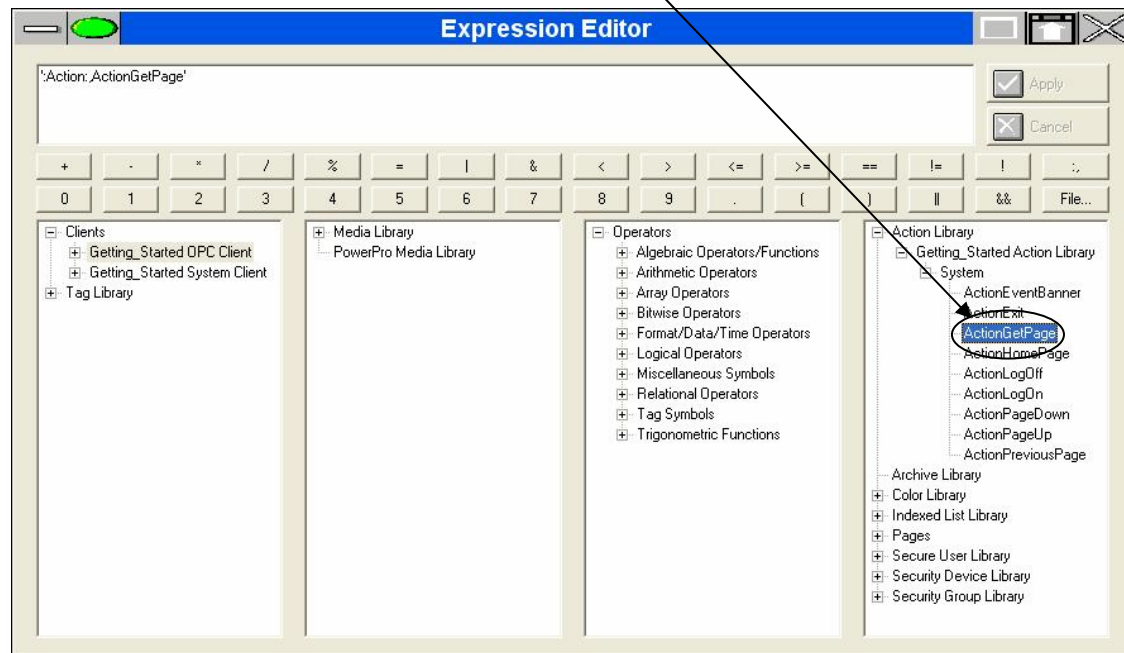 Expression Editor
':Action:,ActionGetPage'
Apply
Cancel
+ - * / % = | & < > <= >= == != ! :,
0 1 2 3 4 5 6 7 8 9 . ( ) || && File...
Clients
Getting_Started OPC Client
Getting_Started System Client
Tag Library
Media Library
PowerPro Media Library
Operators
Algebraic Operators/Functions
Arithmetic Operators
Array Operators
Bitwise Operators
Format/Data/Time Operators
Logical Operators
Miscellaneous Symbols
Relational Operators
Tag Symbols
Trigonometric Functions
Action Library
Getting_Started Action Library
System
ActionEventBanner
ActionExit
ActionGetPage
ActionHomePage
ActionLogOff
ActionLogOn
ActionPageDown
ActionPageUp
ActionPreviousPage
Archive Library
Color Library
Indexed List Library
Pages
Secure User Library
Security Device Library
Security Group Library